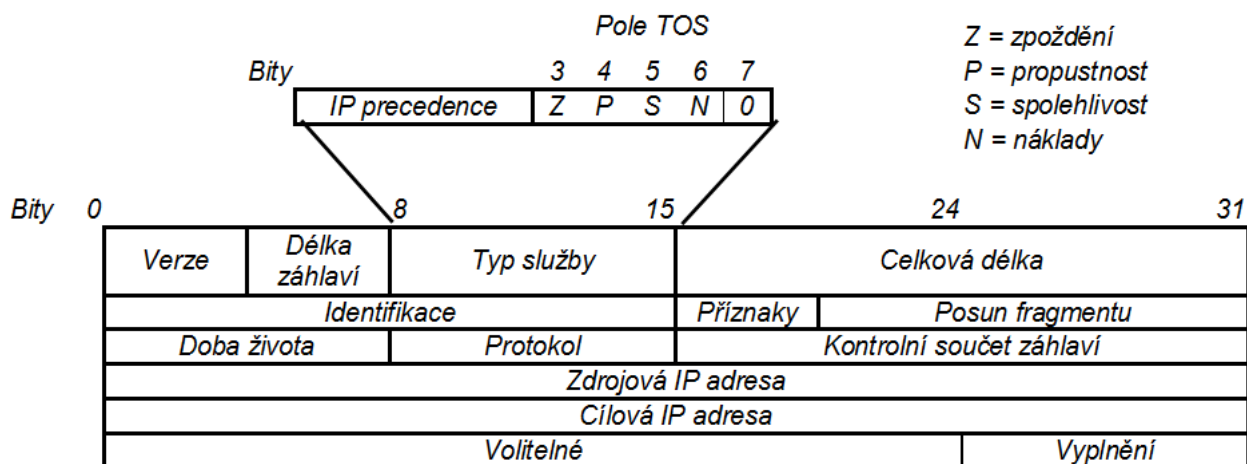 Pole TOS
Z = zpoždění
P = propustnost
S = spolehlivost
N = náklady
Bity 3 4 5 6 7
IP precedence Z P S N 0
Bity 0 8 15 24 31
Verze Délka záhlaví Typ služby Celková délka
Identifikace Příznaky Posun fragmentu
Doba života Protokol Kontrolní součet záhlaví
Zdrojová IP adresa
Cílová IP adresa
Volitelné Vyplnění